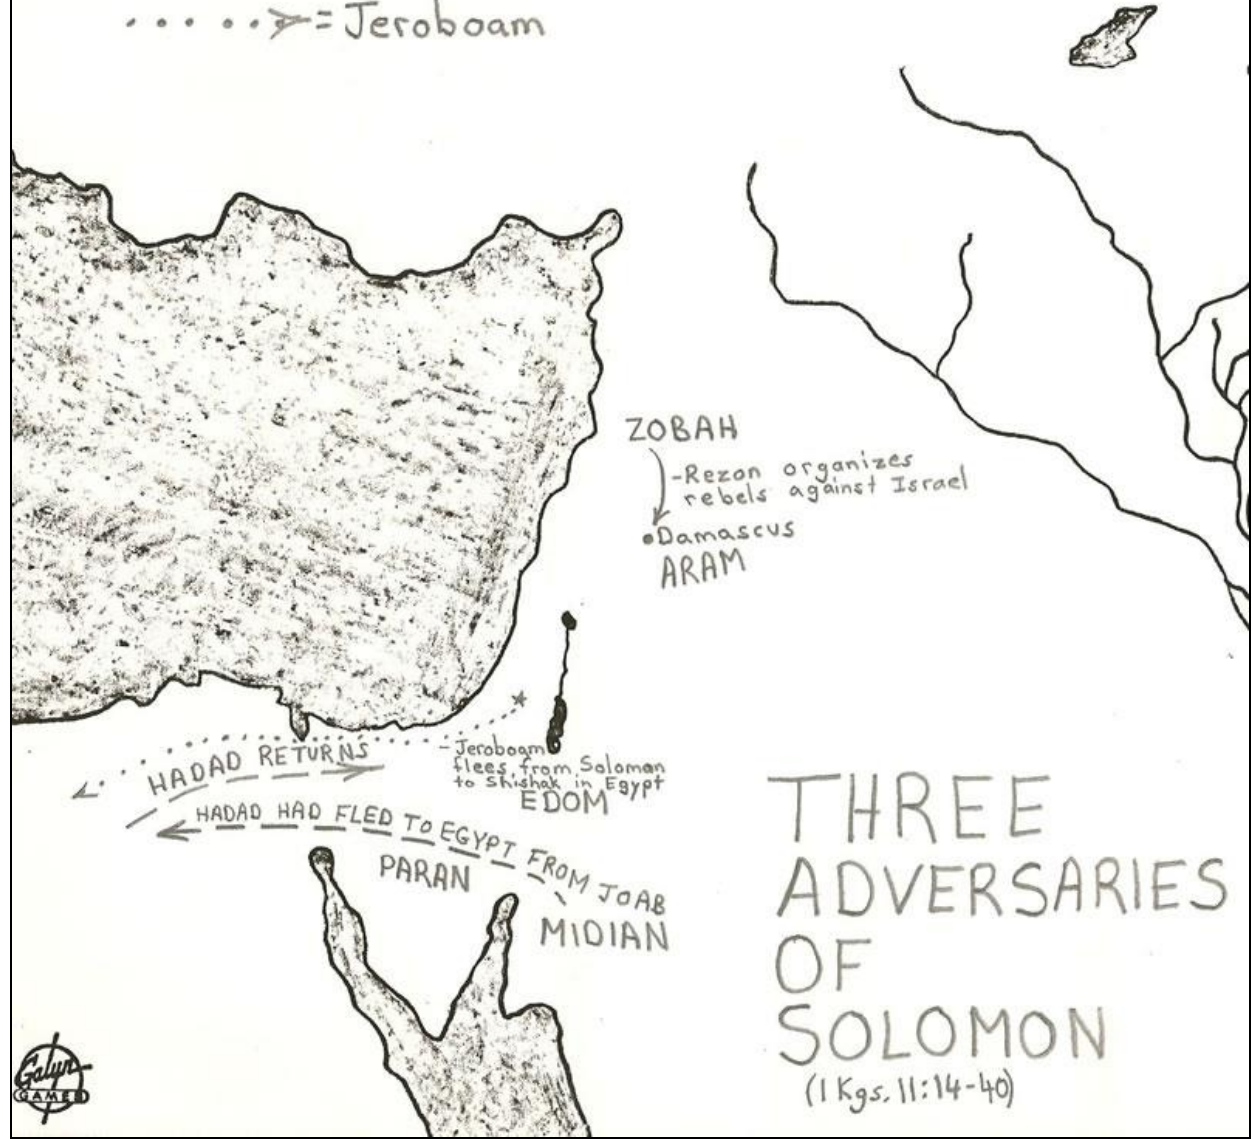 = Jeroboam
ZOBAH
-Rezon organizes
rebels against Israel
Damascus
ARAM
HADAD RETURNS
-Jeroboam
flees from Soloman
to Shishak in Egypt
EDOM
HADAD HAD FLED TO EGYPT FROM JOAB
PARAN
MIDIAN
THREE
ADVERSARIES
OF
SOLOMON
(1 Kgs. 11:14-40)
Galyn
GAMES